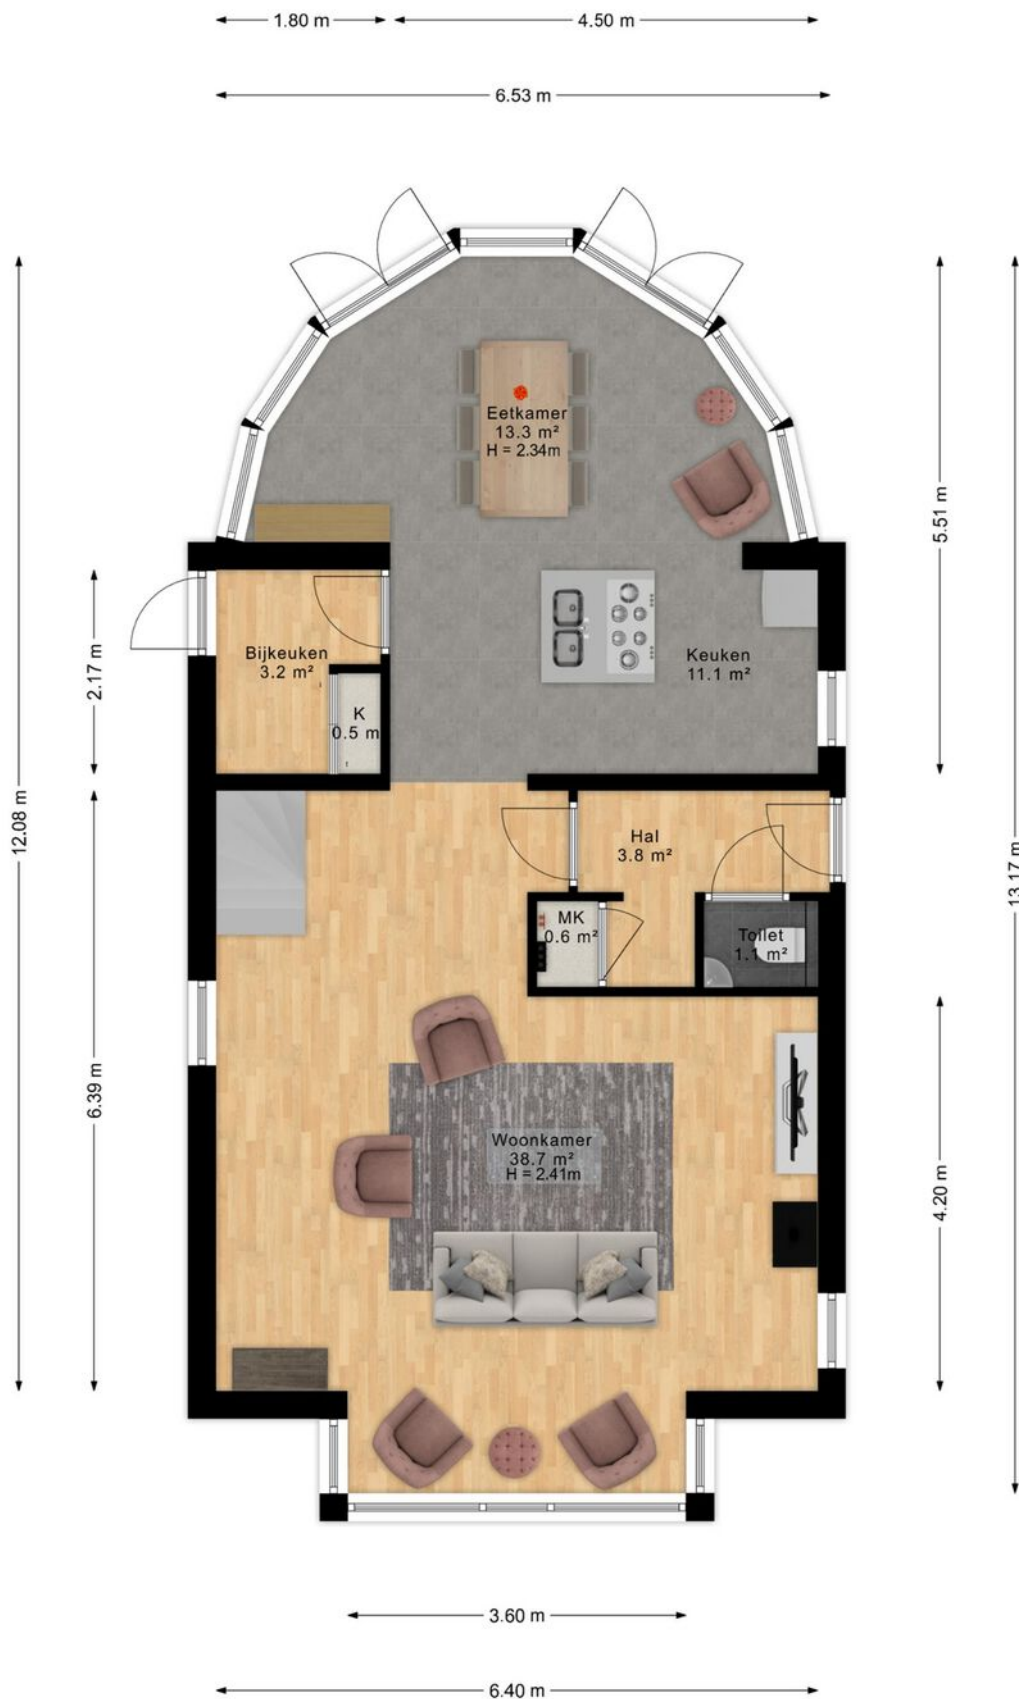 1.80 m
4.50 m
6.53 m
Eetkamer
13.3 m²
H = 2.34m
5.51 m
Bijkeuken
3.2 m²
Keuken
11.1 m²
2.17 m
K
0.5 m
12.08 m
Hal
3.8 m²
13.17 m
MK
0.6 m²
Toilet
1.1 m²
6.39 m
Woonkamer
38.7 m²
H = 2.41m
4.20 m
3.60 m
6.40 m